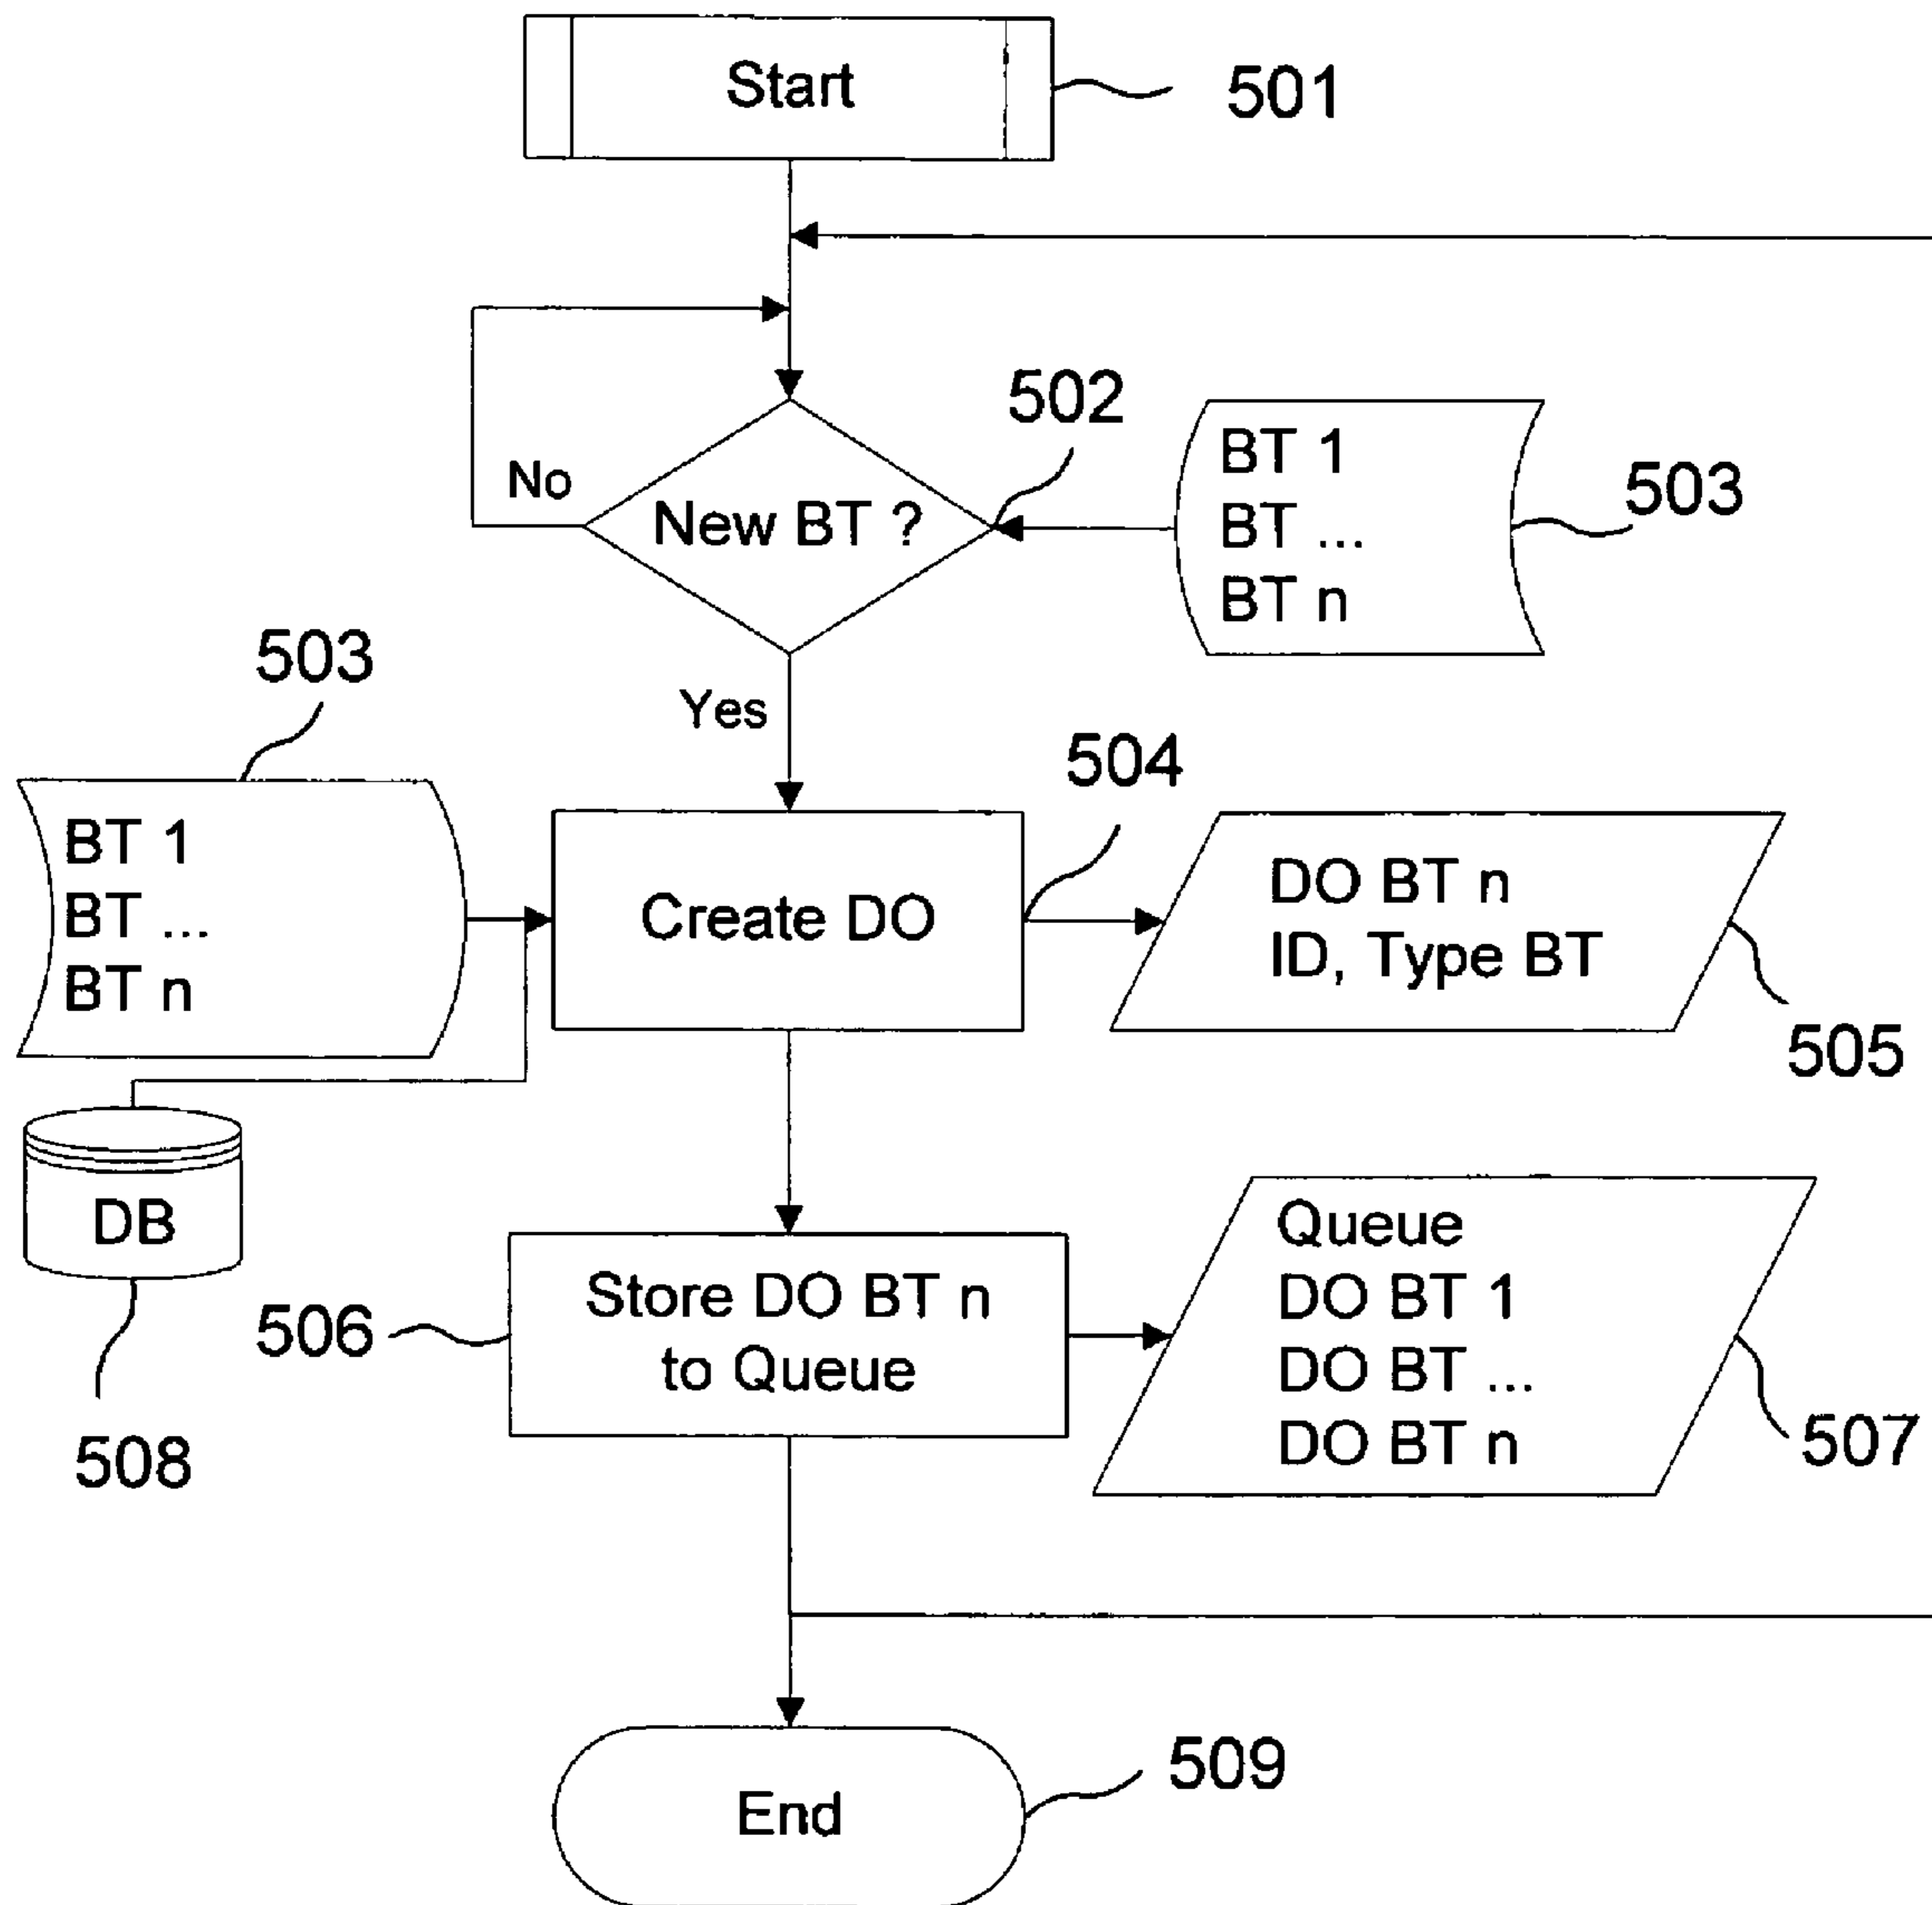 Start
501
502
No
New BT ?
BT 1
BT ...
BT n
503
503
Yes
504
BT 1
BT ...
BT n
Create DO
DO BT n
ID, Type BT
505
DB
508
506
Store DO BT n
to Queue
Queue
DO BT 1
DO BT ...
DO BT n
507
509
End